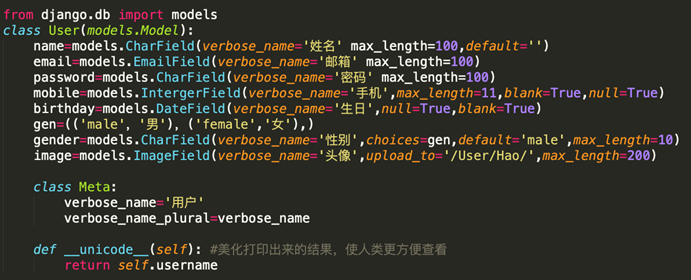 from django.db import models
class User(models.Model):
    name=models.CharField(verbose_name='姓名' max_length=100,default='')
    email=models.EmailField(verbose_name='邮箱' max_length=100)
    password=models.CharField(verbose_name='密码' max_length=100)
    mobile=models.IntergerField(verbose_name='手机',max_length=11,blank=True,null=True)
    birthday=models.DateField(verbose_name='生日',null=True,blank=True)
    gen=(('male', '男'), ('female','女'),)
    gender=models.CharField(verbose_name='性别',choices=gen,default='male',max_length=10)
    image=models.ImageField(verbose_name='头像',upload_to='/User/Hao/',max_length=200)
    class Meta:
        verbose_name='用户'
        verbose_name_plural=verbose_name
    def __unicode__(self): #美化打印出来的结果，使人类更方便查看
        return self.username